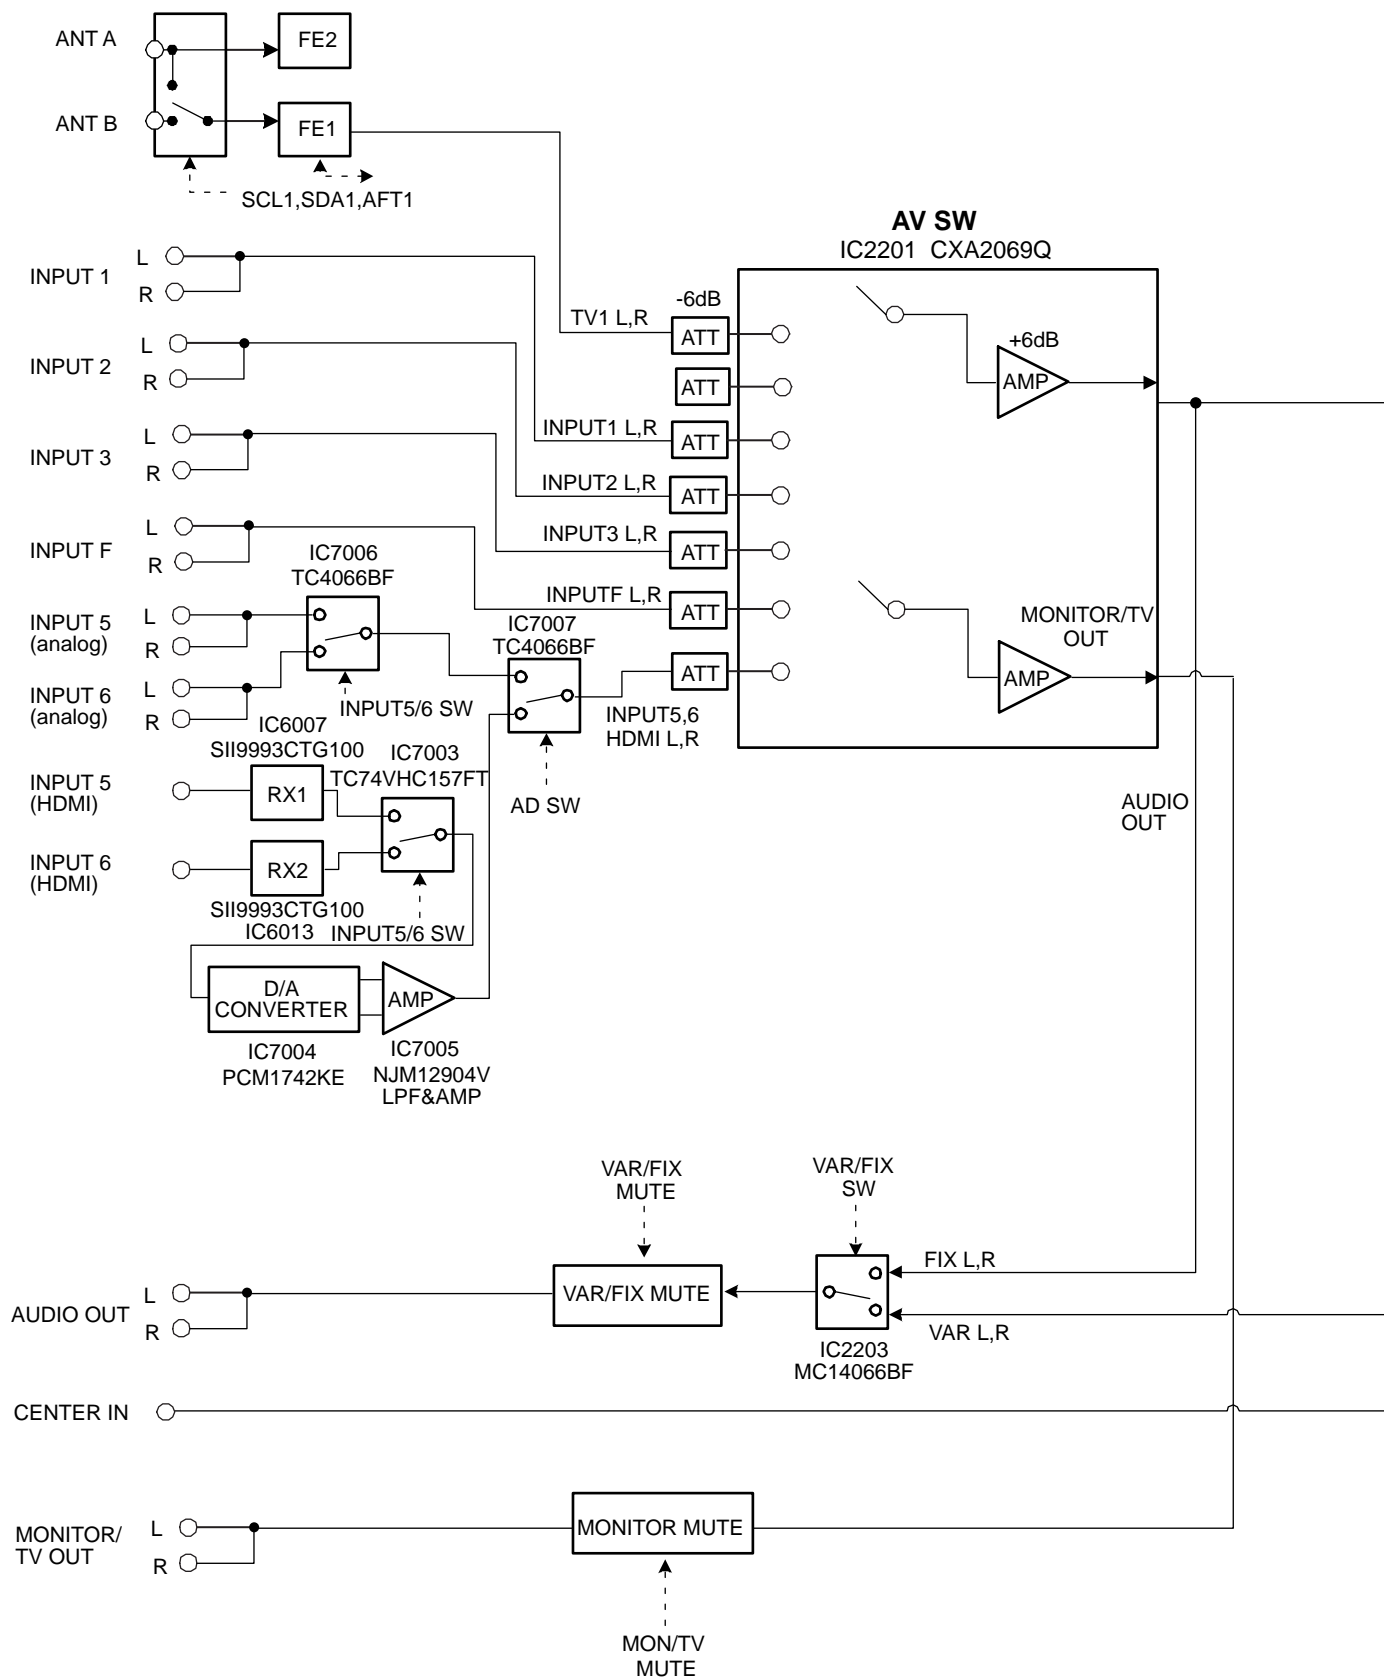 ANT A
FE2
ANT B
FE1
SCL1,SDA1,AFT1
AV SW
IC2201 CXA2069Q
INPUT 1
L
R
-6dB
TV1 L,R
ATT
+6dB
AMP
INPUT 2
L
R
ATT
INPUT1 L,R
ATT
INPUT 3
L
R
INPUT2 L,R
ATT
INPUT3 L,R
ATT
INPUT F
L
R
IC7006
TC4066BF
INPUTF L,R
ATT
INPUT 5
(analog)
L
R
IC7007
TC4066BF
MONITOR/TV
OUT
AMP
ATT
INPUT 6
(analog)
L
R
INPUT5/6 SW
INPUT5,6
HDMI L,R
IC6007
SII9993CTG100
IC7003
TC74VHC157FT
AD SW
INPUT 5
(HDMI)
RX1
AUDIO
OUT
INPUT 6
(HDMI)
RX2
SII9993CTG100
IC6013
INPUT5/6 SW
D/A
CONVERTER
AMP
IC7004
PCM1742KE
IC7005
NJM12904V
LPF&AMP
VAR/FIX
MUTE
VAR/FIX
SW
FIX L,R
AUDIO OUT
L
R
VAR/FIX MUTE
VAR L,R
IC2203
MC14066BF
CENTER IN
MONITOR/
TV OUT
L
R
MONITOR MUTE
MON/TV
MUTE